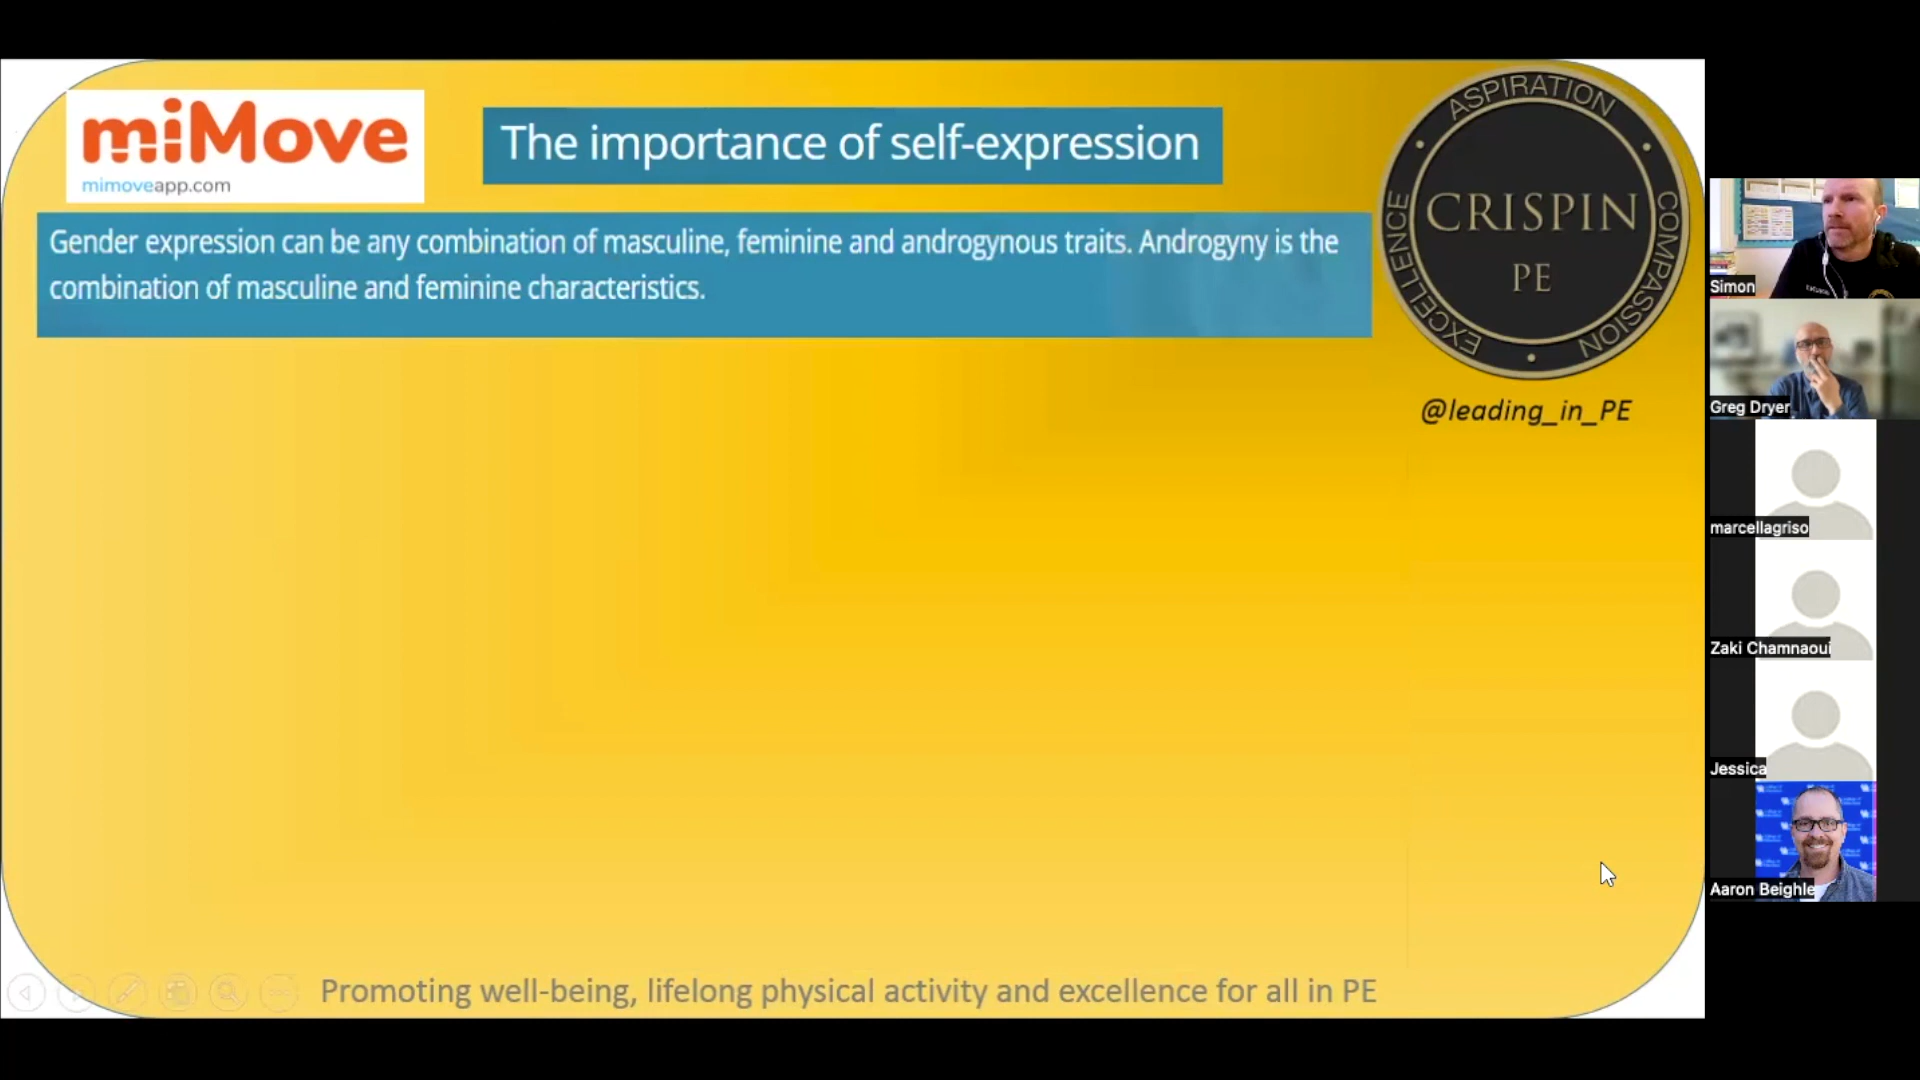 miMove
mimoveapp.com
The importance of self-expression
Gender expression can be any combination of masculine, feminine and androgynous traits. Androgyny is the
combination of masculine and feminine characteristics.
ASPIRATION
COMPASSION
EXCELLENCE
CRISPIN
PE
@leading_in_PE
Promoting well-being, lifelong physical activity and excellence for all in PE
Simon
Greg Dryer
marcellagriso
Zaki Chamnaoui
Jessica
Aaron Beighle